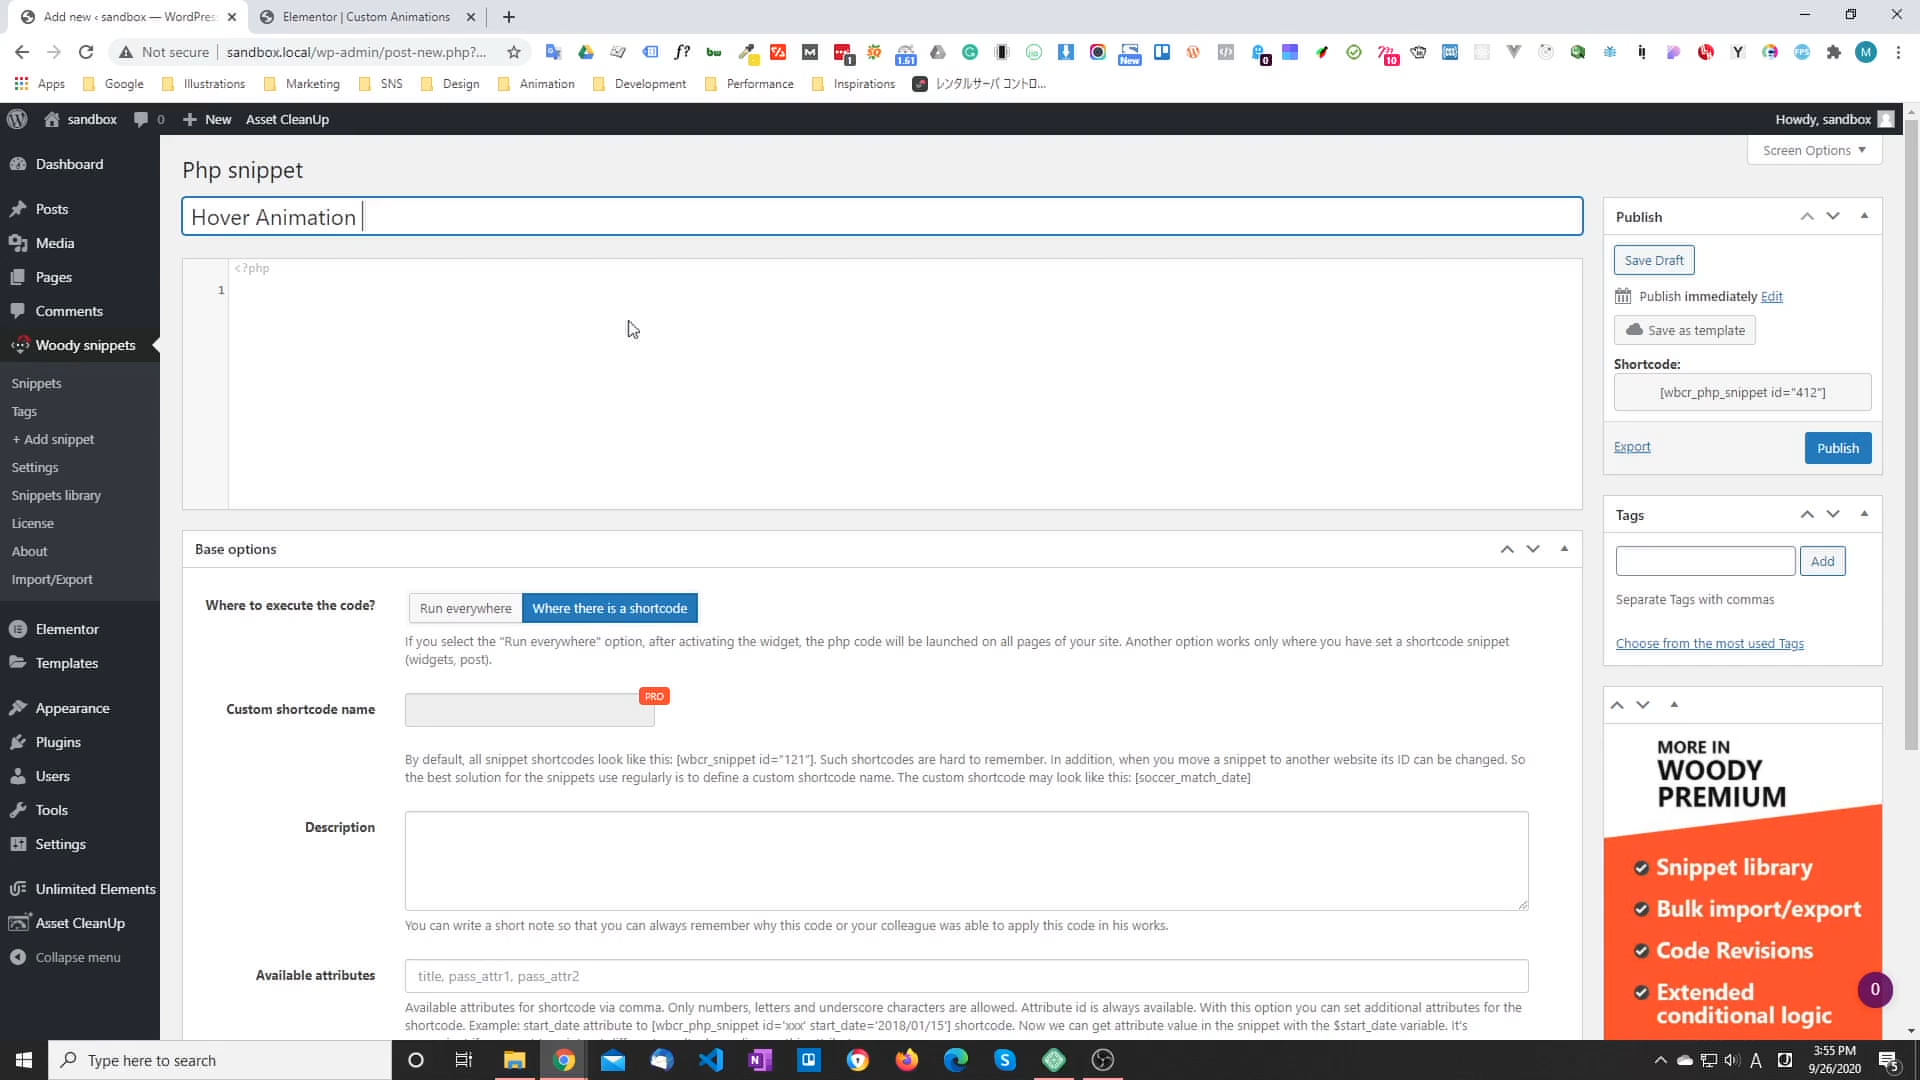 Add new ‹ sandbox — WordPres
Elementor | Custom Animations
Not secure
sandbox.local/wp-admin/post-new.php?...
Apps
Google
Illustrations
Marketing
SNS
Design
Animation
Development
Performance
Inspirations
レンタルサーバ コントロ...
sandbox
0
New
Asset CleanUp
Howdy, sandbox
Screen Options
Dashboard
Posts
Media
Pages
Comments
Woody snippets
Snippets
Tags
+ Add snippet
Settings
Snippets library
License
About
Import/Export
Elementor
Templates
Appearance
Plugins
Users
Tools
Settings
Unlimited Elements
Asset CleanUp
Collapse menu
Php snippet
Hover Animation
<?php
1
Base options
Where to execute the code?
Run everywhere
Where there is a shortcode
If you select the "Run everywhere" option, after activating the widget, the php code will be launched on all pages of your site. Another option works only where you have set a shortcode snippet
(widgets, post).
Custom shortcode name
PRO
By default, all snippet shortcodes look like this: [wbcr_snippet id="121"]. Such shortcodes are hard to remember. In addition, when you move a snippet to another website its ID can be changed. So
the best solution for the snippets use regularly is to define a custom shortcode name. The custom shortcode may look like this: [soccer_match_date]
Description
You can write a short note so that you can always remember why this code or your colleague was able to apply this code in his works.
Available attributes
title, pass_attr1, pass_attr2
Available attributes for shortcode via comma. Only numbers, letters and underscore characters are allowed. Attribute id is always available. With this option you can set additional attributes for the
shortcode. Example: start_date attribute to [wbcr_php_snippet id='xxx' start_date='2018/01/15'] shortcode. Now we can get attribute value in the snippet with the $start_date variable. It's
Publish
Save Draft
Publish immediately Edit
Save as template
Shortcode:
[wbcr_php_snippet id="412"]
Export
Publish
Tags
Add
Separate Tags with commas
Choose from the most used Tags
MORE IN
WOODY
PREMIUM
Snippet library
Bulk import/export
Code Revisions
Extended
conditional logic
0
Type here to search
3:55 PM
9/26/2020
5